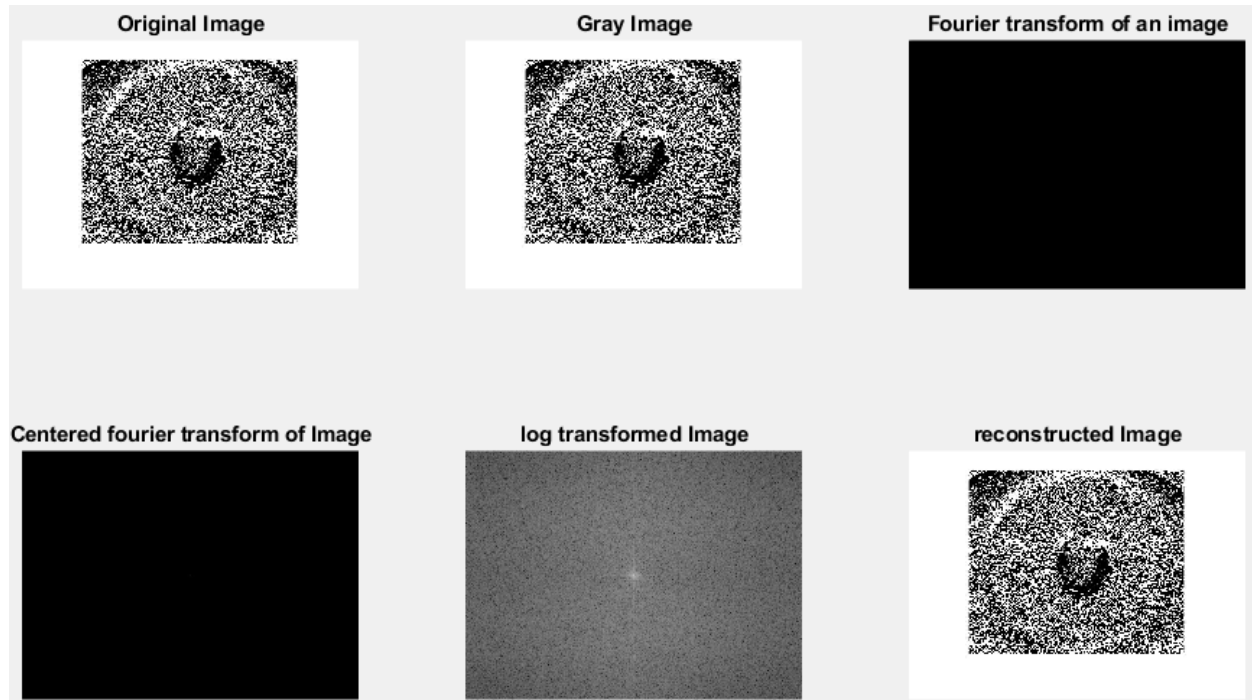 Original Image
Gray Image
Fourier transform of an image
Centered fourier transform of Image
log transformed Image
reconstructed Image